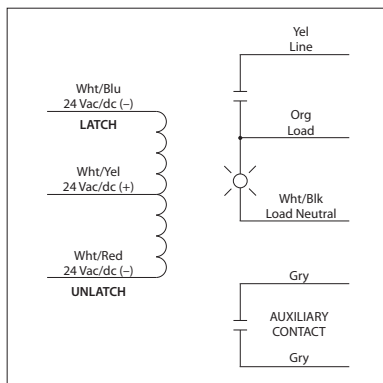 Wht/Blu
24 Vac/dc (–)
LATCH
Wht/Yel
24 Vac/dc (+)
Wht/Red
24 Vac/dc (–)
UNLATCH
Yel
Line
Org
Load
Wht/Blk
Load Neutral
Gry
AUXILIARY
CONTACT
Gry